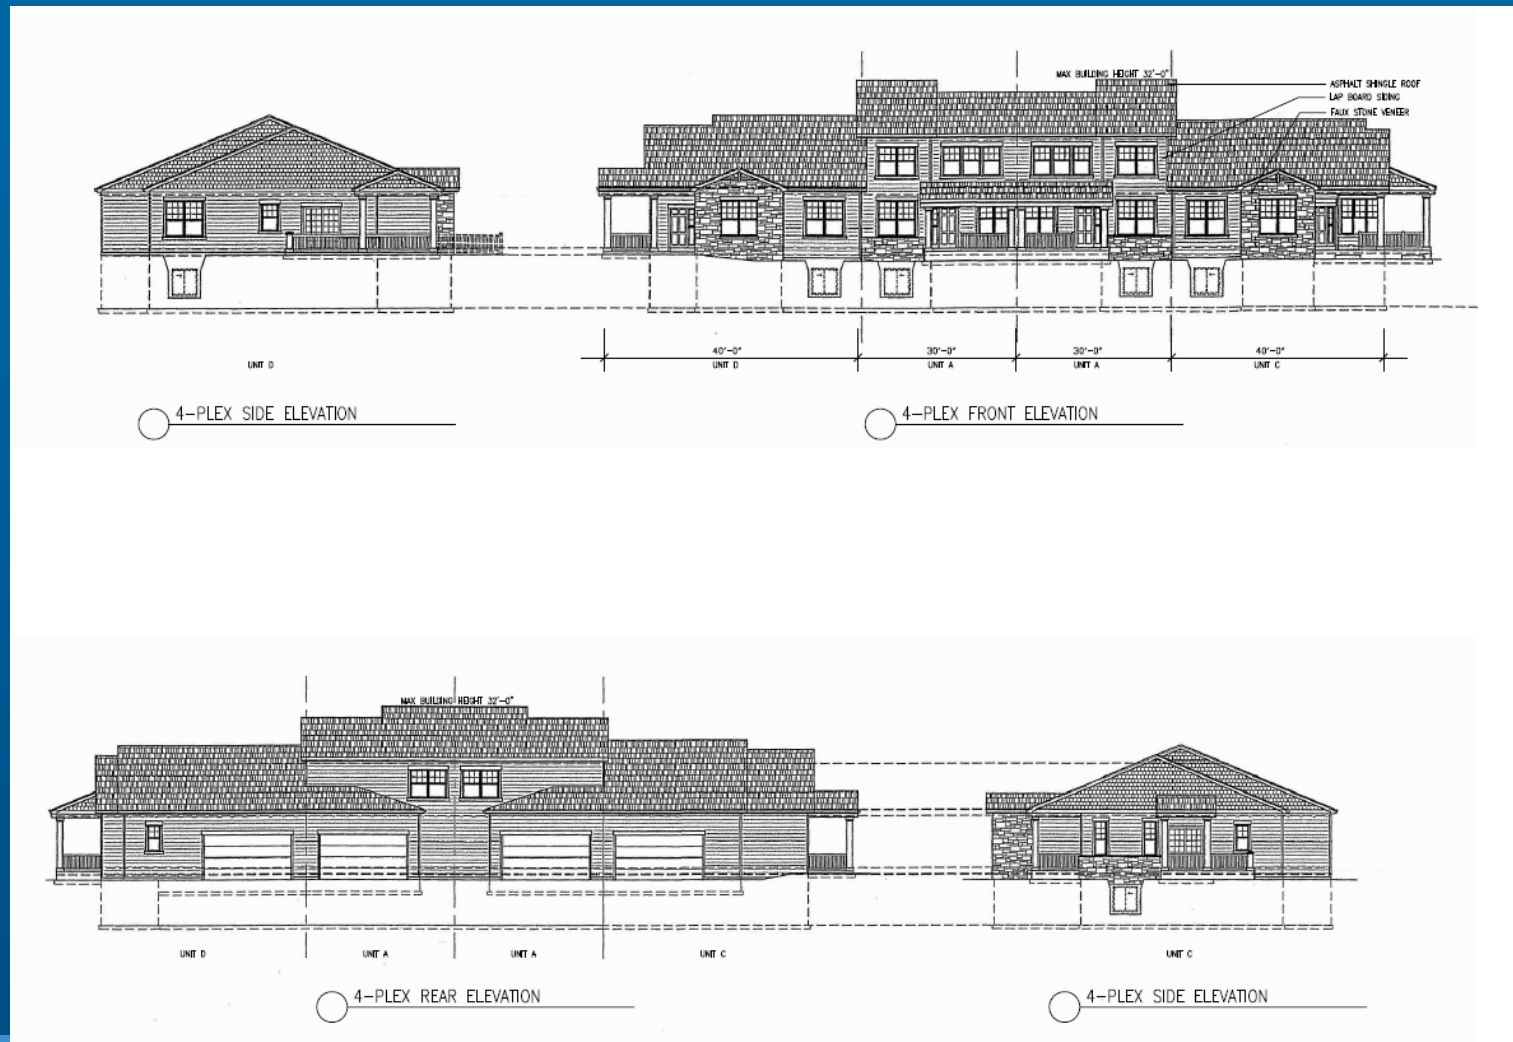 MAX BUILDING HEIGHT 32'-0"
ASPHALT SHINGLE ROOF
LAP BOARD SIDING
FAUX STONE VENEER
40'-0"
30'-0"
30'-0"
40'-0"
UNIT D
UNIT D
UNIT A
UNIT A
UNIT C
4-PLEX SIDE ELEVATION
4-PLEX FRONT ELEVATION
MAX BUILDING HEIGHT 32'-0"
UNIT D
UNIT A
UNIT A
UNIT C
UNIT C
4-PLEX REAR ELEVATION
4-PLEX SIDE ELEVATION